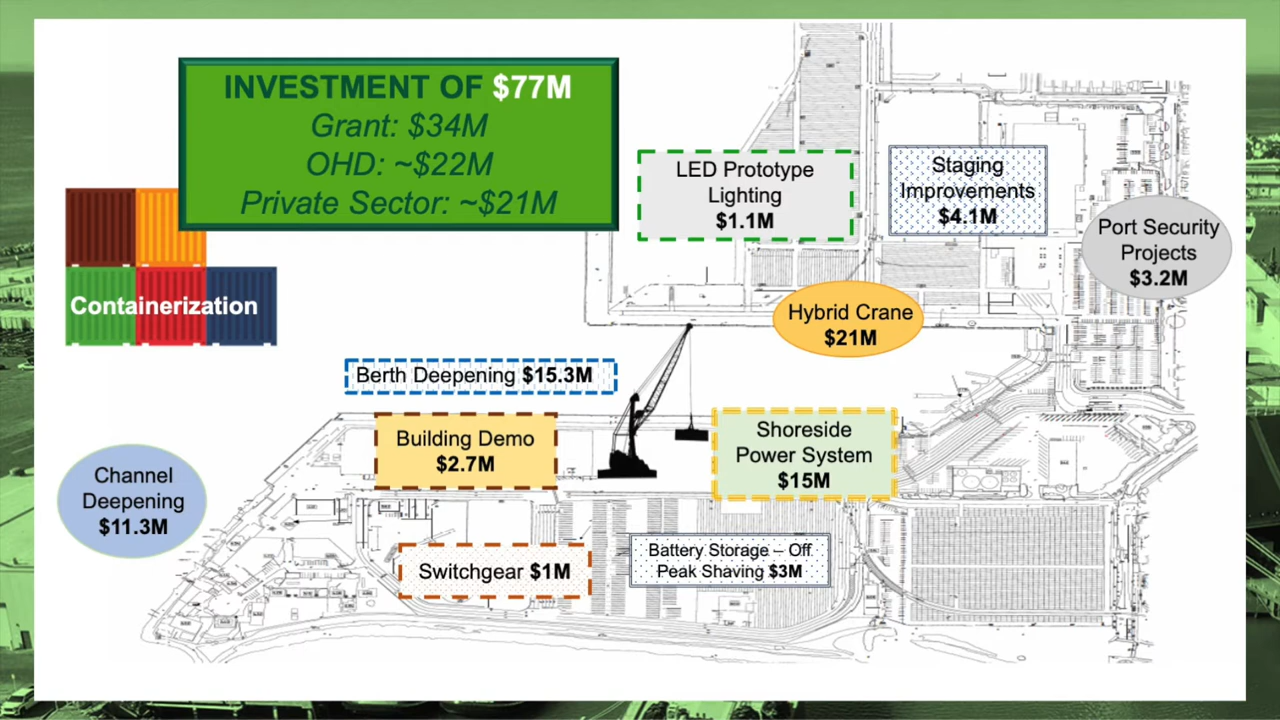 INVESTMENT OF $77M
Grant: $34M
OHD: ~$22M
Private Sector: ~$21M
LED Prototype
Lighting
$1.1M
Staging
Improvements
$4.1M
Port Security
Projects
$3.2M
Containerization
Hybrid Crane
$21M
Berth Deepening $15.3M
Building Demo
$2.7M
Shoreside
Power System
$15M
Channel
Deepening
$11.3M
Switchgear $1M
Battery Storage – Off
Peak Shaving $3M